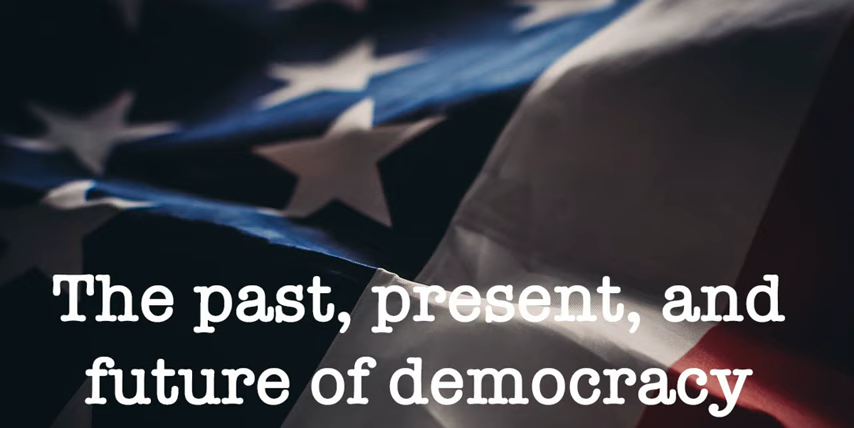 The past, present, and
future of democracy